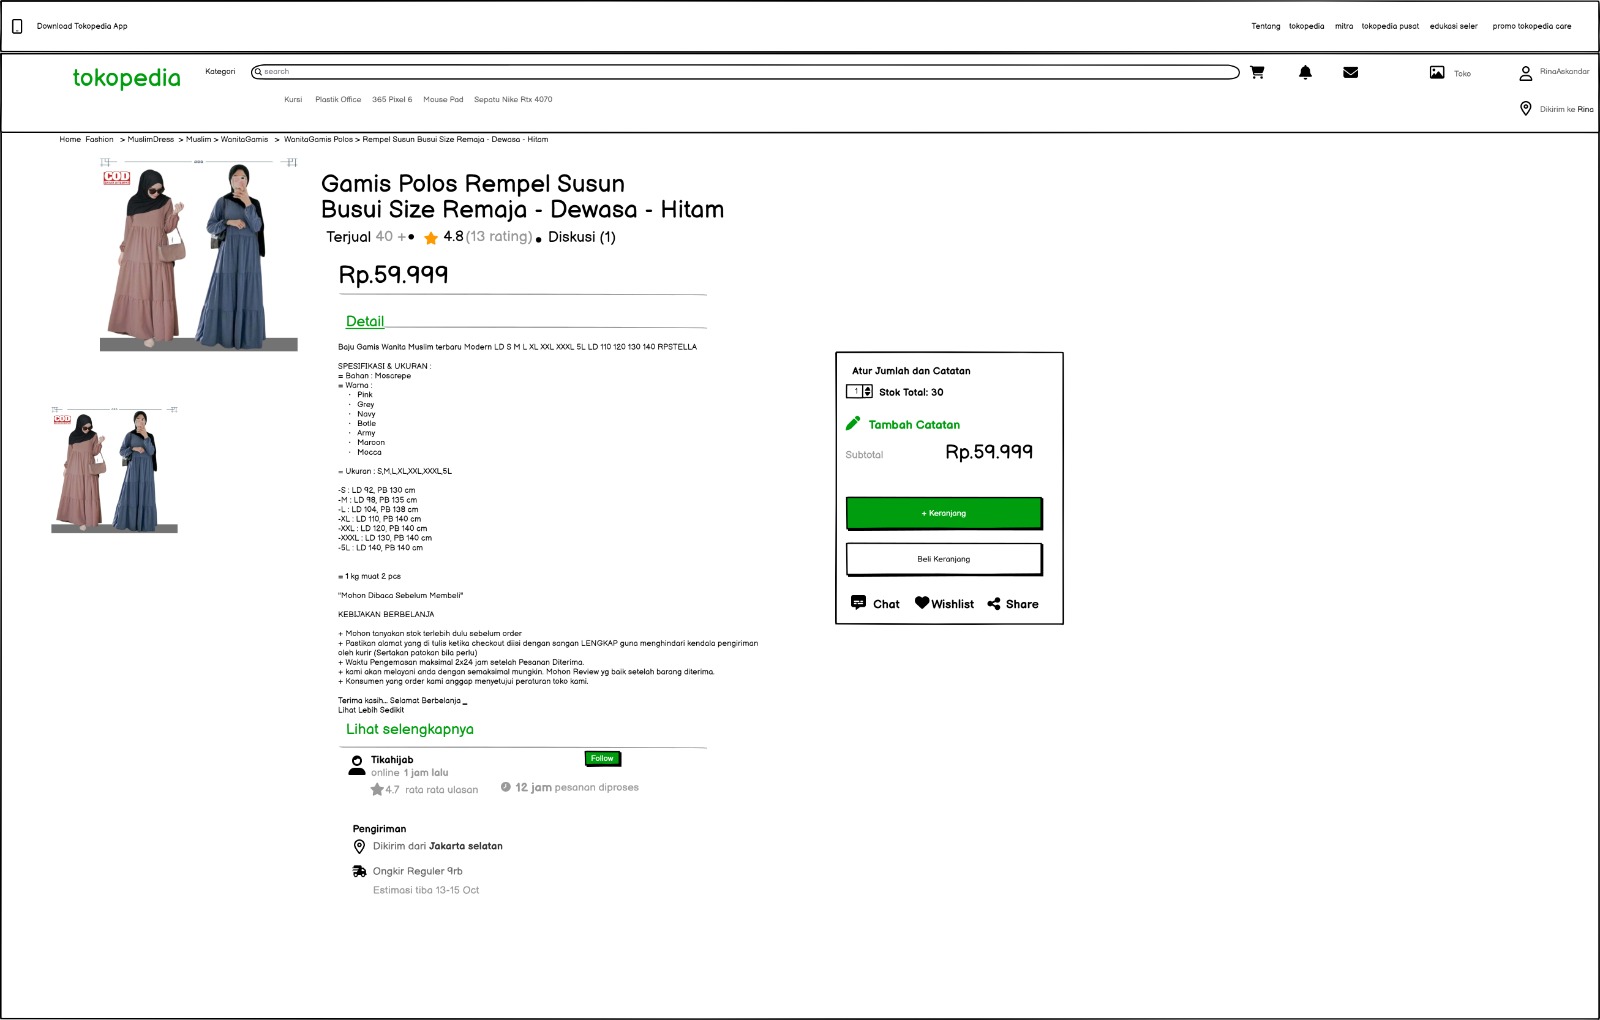 Download Tokopedia App
Tentang tokopedia mitra tokopedia pusat edukasi seler promo tokopedia care
tokopedia Kategori search Toko RinaAskandar
Kursi Plastik Office 365 Pixel 6 Mouse Pad Sepatu Nike Rtx 4070
Dikirim ke Rina
Home Fashion > MuslimDress > Muslim > WanitaGamis > WanitaGamis Polos > Rempel Susun Busui Size Remaja - Dewasa - Hitam
COD
COD
Gamis Polos Rempel Susun
Busui Size Remaja - Dewasa - Hitam
Terjual 40 + • 4.8 (13 rating) • Diskusi (1)
Rp.59.999
Detail
Baju Gamis Wanita Muslim terbaru Modern LD S M L XL XXL XXXL 5L LD 110 120 130 140 RPSTELLA
SPESIFIKASI & UKURAN :
= Bahan : Moscrepe
= Warna :
· Pink
· Grey
· Navy
· Botle
· Army
· Maroon
· Mocca
= Ukuran : S,M,L,XL,XXL,XXXL,5L
-S : LD 92, PB 130 cm
-M : LD 98, PB 135 cm
-L : LD 104, PB 138 cm
-XL : LD 110, PB 140 cm
-XXL : LD 120, PB 140 cm
-XXXL : LD 130, PB 140 cm
-5L : LD 140, PB 140 cm
= 1 kg muat 2 pcs
"Mohon Dibaca Sebelum Membeli"
KEBIJAKAN BERBELANJA
+ Mohon tanyakan stok terlebih dulu sebelum order
+ Pastikan alamat yang di tulis ketika checkout diisi dengan sangan LENGKAP guna menghindari kendala pengiriman
oleh kurir (Sertakan patokan bila perlu)
+ Waktu Pengemasan maksimal 2x24 jam setelah Pesanan Diterima.
+ kami akan melayani anda dengan semaksimal mungkin. Mohon Review yg baik setelah barang diterima.
+ Konsumen yang order kami anggap menyetujui peraturan toko kami.
Terima kasih... Selamat Berbelanja _
Lihat Lebih Sedikit
Lihat selengkapnya
Tikahijab Follow
online 1 jam lalu
4.7 rata rata ulasan 12 jam pesanan diproses
Pengiriman
Dikirim dari Jakarta selatan
Ongkir Reguler 9rb
Estimasi tiba 13-15 Oct
Atur Jumlah dan Catatan
1 Stok Total: 30
Tambah Catatan
Subtotal Rp.59.999
+ Keranjang
Beli Keranjang
Chat Wishlist Share